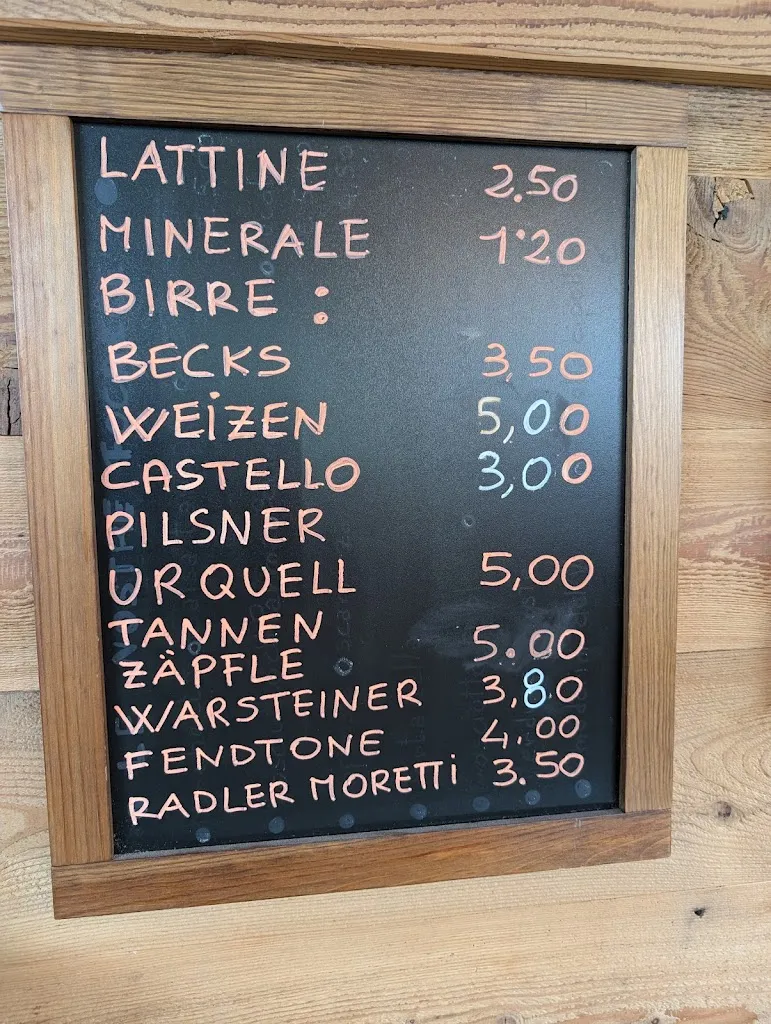 LATTINE 2.50
MINERALE 1.20
BIRRE :
BECKS 3,50
WEIZEN 5,00
CASTELLO 3,00
PILSNER
URQUELL 5,00
TANNEN
ZÄPFLE 5.00
WARSTEINER 3,80
FENDTONE 4.00
RADLER MORETTI 3.50